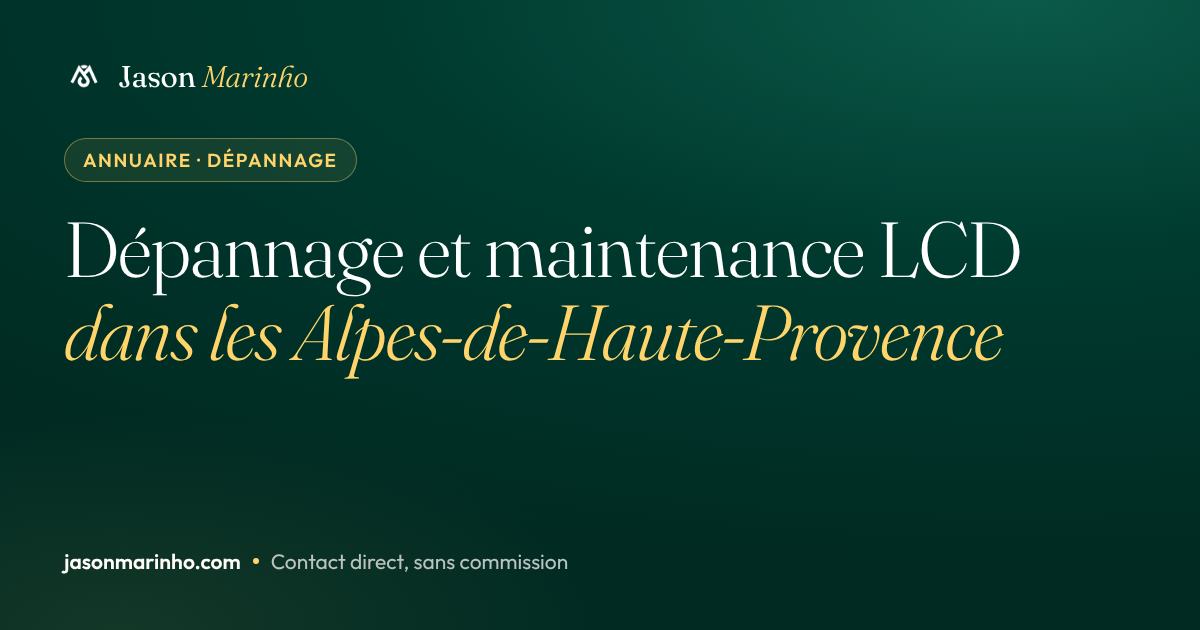 Jason Marinho
ANNUAIRE · DÉPANNAGE
Dépannage et maintenance LCD
dans les Alpes-de-Haute-Provence
jasonmarinho.com • Contact direct, sans commission